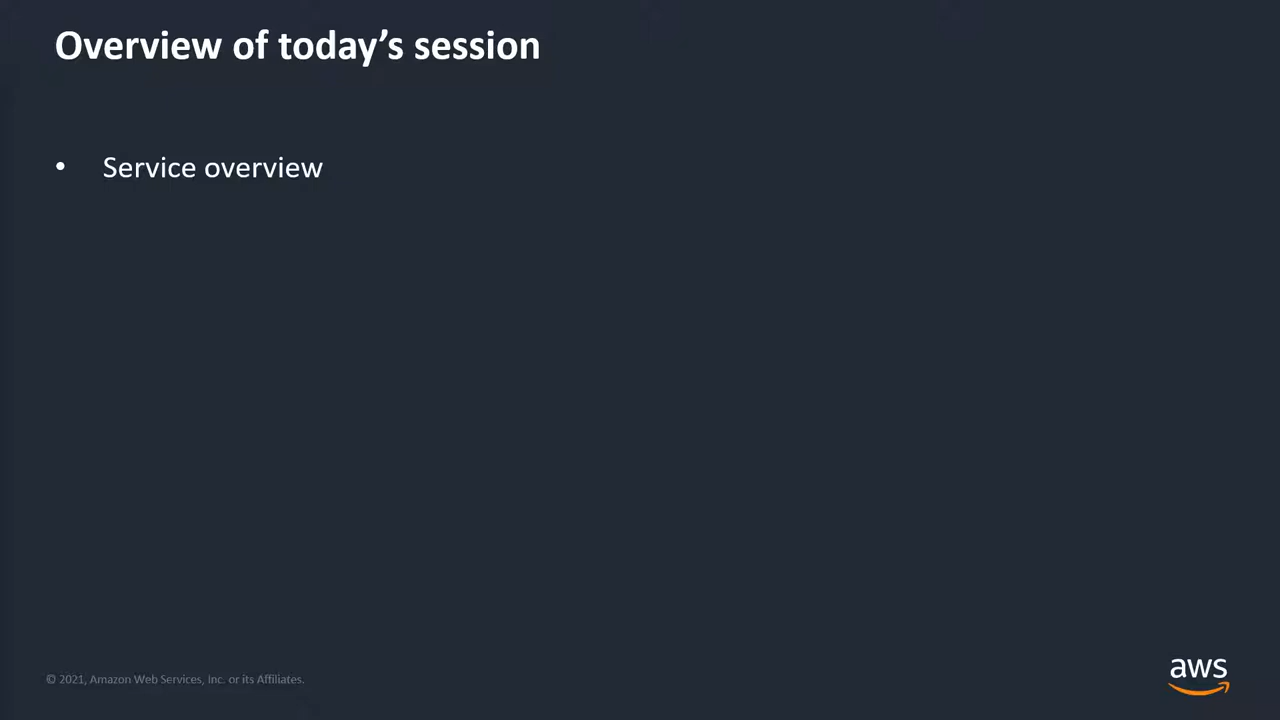 Overview of today’s session
• Service overview
© 2021, Amazon Web Services, Inc. or its Affiliates.
aws